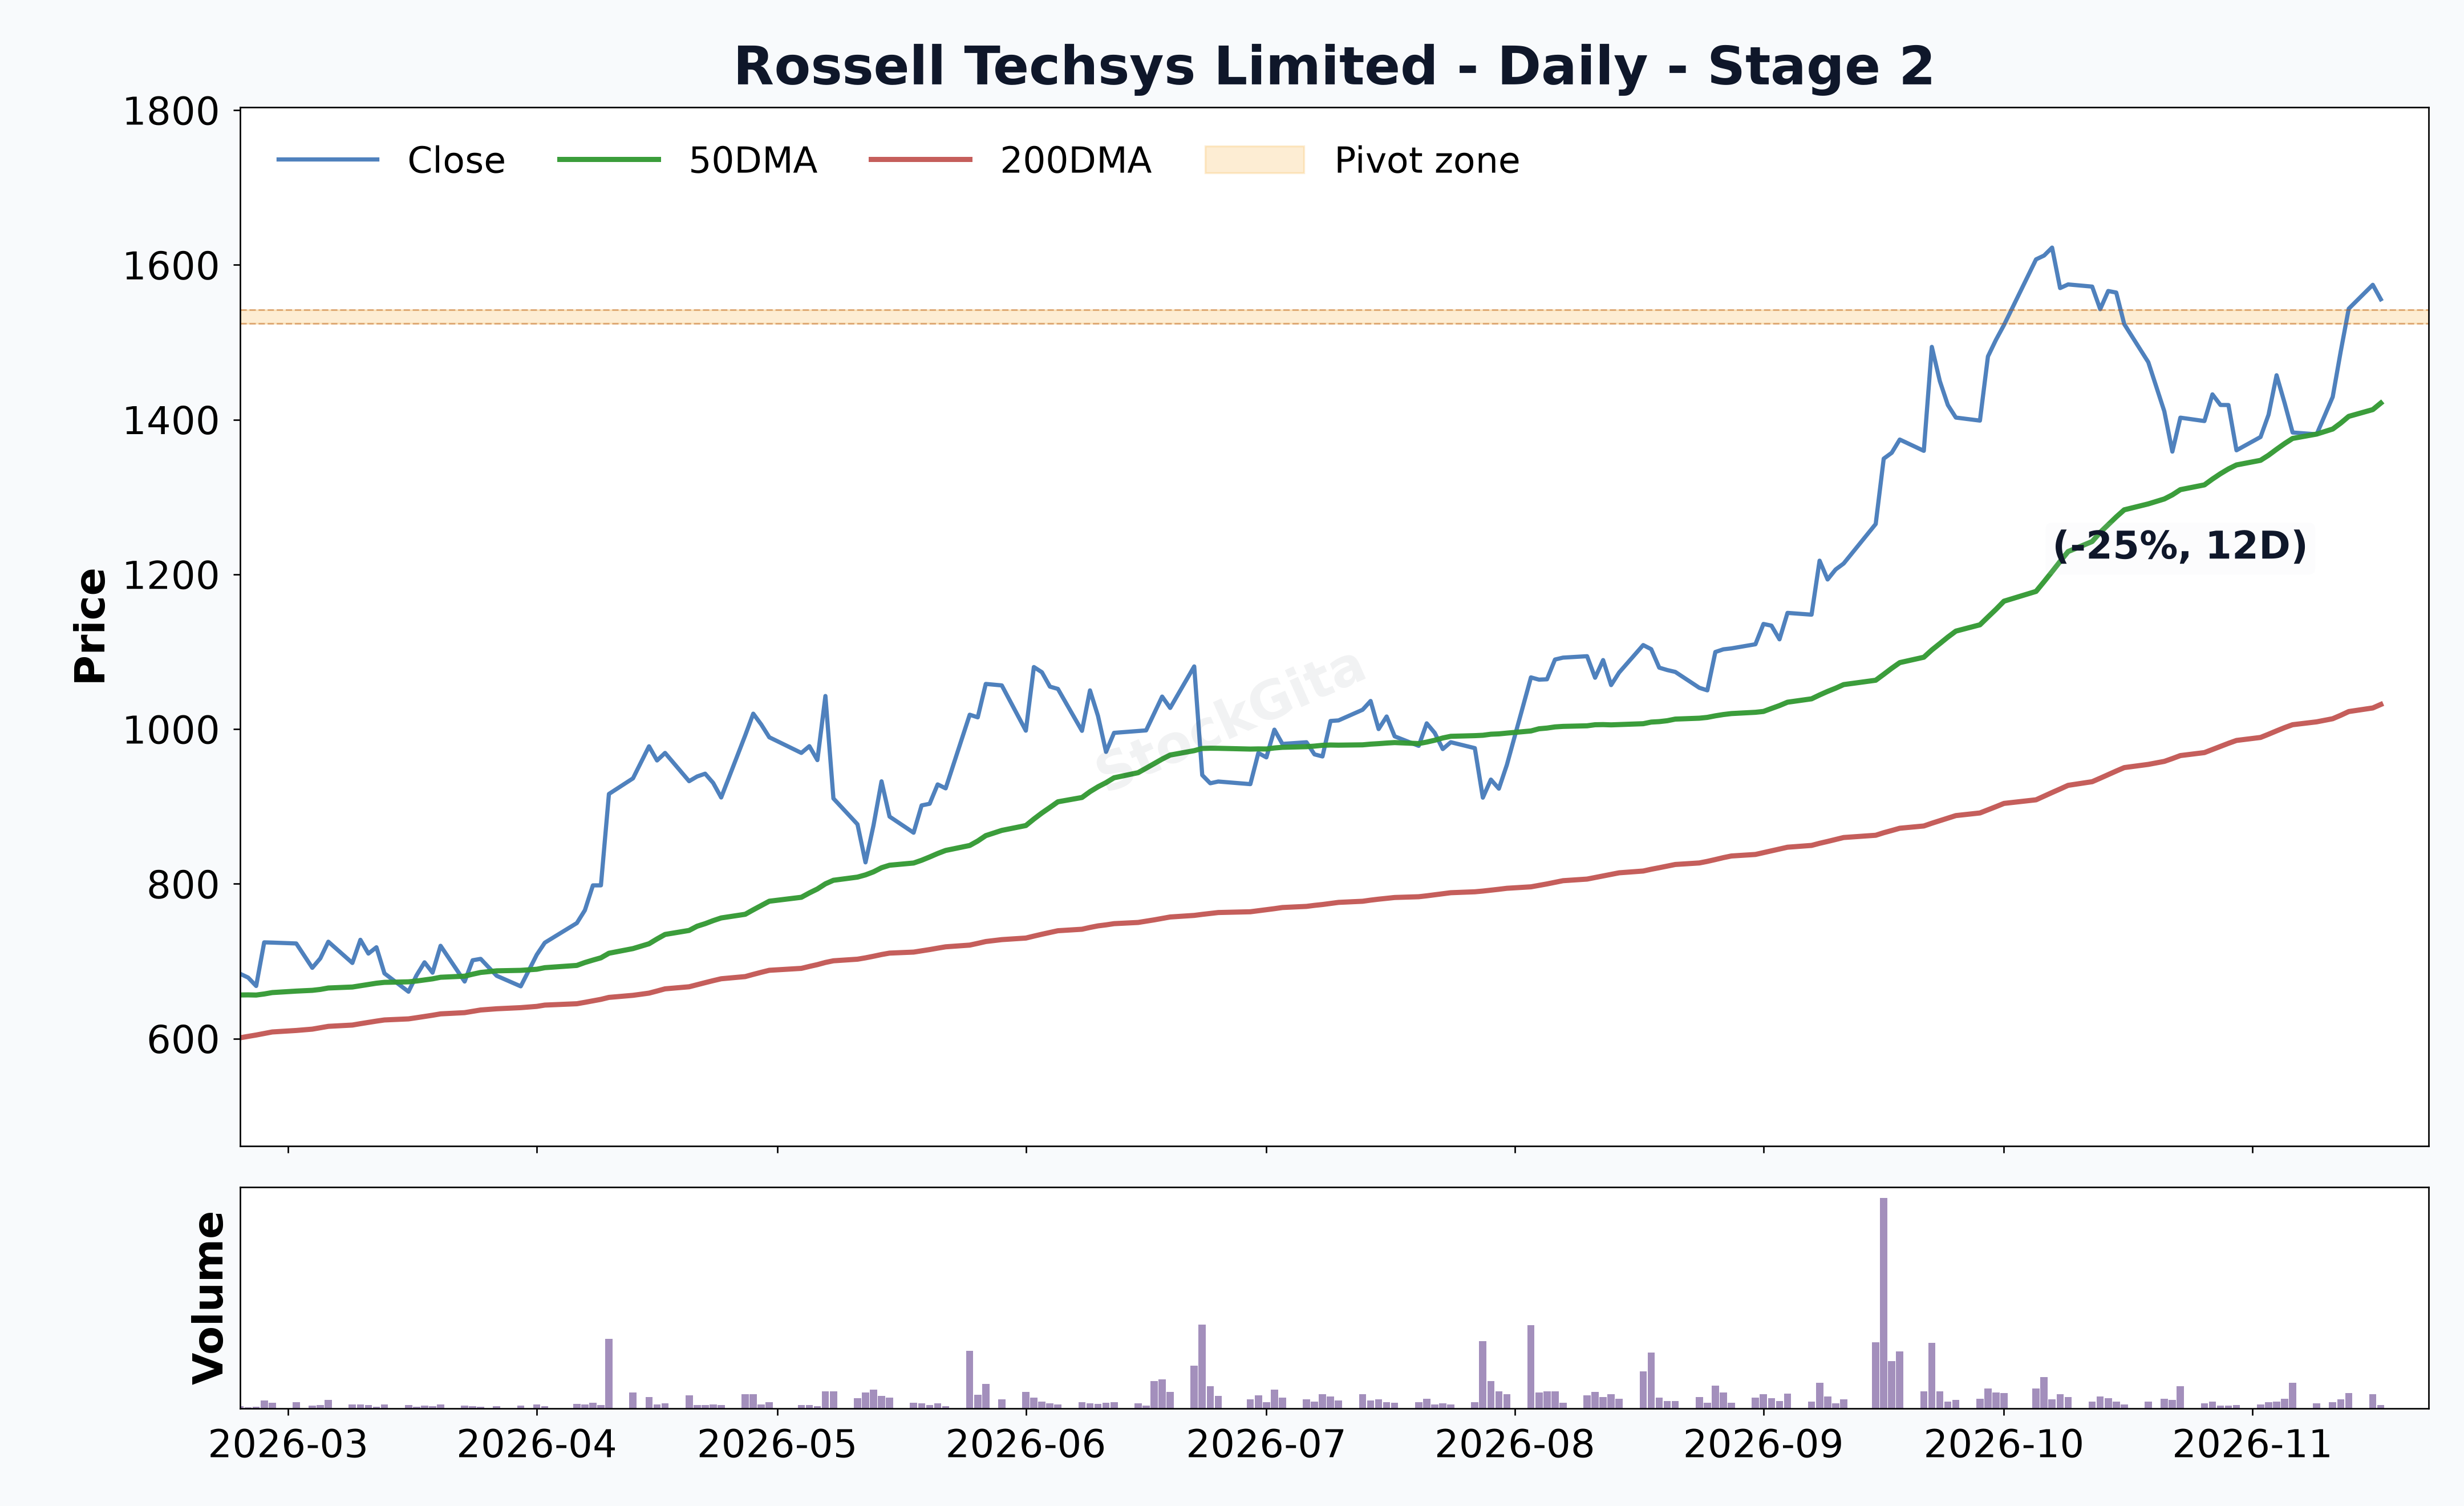 Rossell Techsys Limited - Daily - Stage 2
Close 50DMA 200DMA Pivot zone
1800
1600
1400
1200
1000
800
600
Price
(-25%, 12D)
StockGita
Volume
2026-03 2026-04 2026-05 2026-06 2026-07 2026-08 2026-09 2026-10 2026-11